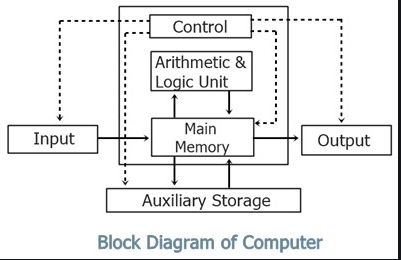 Control
Arithmetic &
Logic Unit
Input
Main
Memory
Output
Auxiliary Storage
Block Diagram of Computer